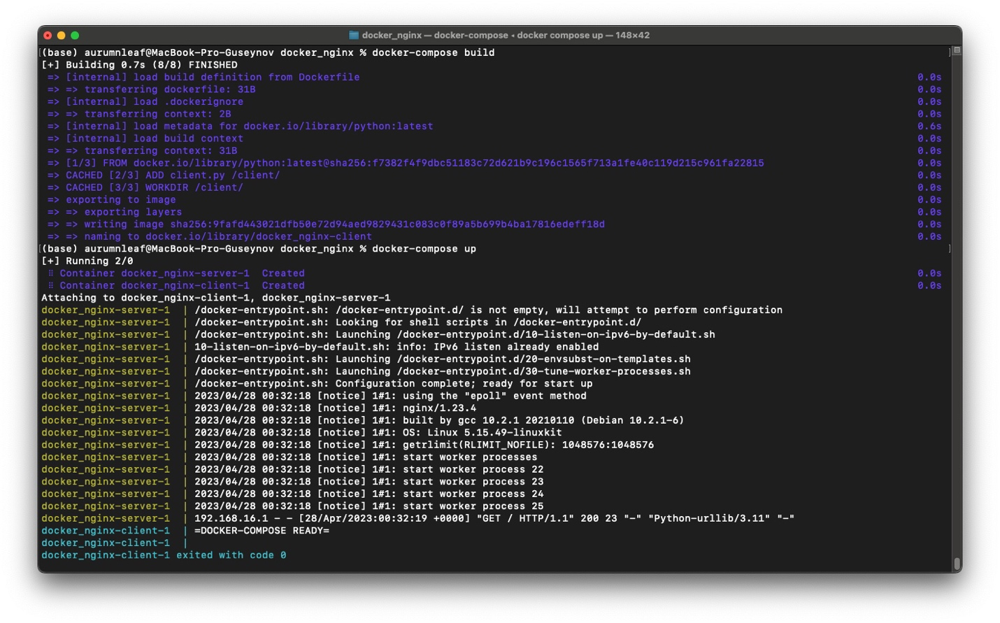 docker_nginx — docker-compose ◂ docker compose up — 148×42
[(base) aurumnleaf@MacBook-Pro-Guseynov docker_nginx % docker-compose build ]
[+] Building 0.7s (8/8) FINISHED
=> [internal] load build definition from Dockerfile 0.0s
=> => transferring dockerfile: 31B 0.0s
=> [internal] load .dockerignore 0.0s
=> => transferring context: 2B 0.0s
=> [internal] load metadata for docker.io/library/python:latest 0.6s
=> [internal] load build context 0.0s
=> => transferring context: 31B 0.0s
=> [1/3] FROM docker.io/library/python:latest@sha256:f7382f4f9dbc51183c72d621b9c196c1565f713a1fe40c119d215c961fa22815 0.0s
=> CACHED [2/3] ADD client.py /client/ 0.0s
=> CACHED [3/3] WORKDIR /client/ 0.0s
=> exporting to image 0.0s
=> => exporting layers 0.0s
=> => writing image sha256:9fafd443021dfb50e72d94aed9829431c083c0f89a5b699b4ba17816edeff18d 0.0s
=> => naming to docker.io/library/docker_nginx-client 0.0s
[(base) aurumnleaf@MacBook-Pro-Guseynov docker_nginx % docker-compose up ]
[+] Running 2/0
⠿ Container docker_nginx-server-1  Created 0.0s
⠿ Container docker_nginx-client-1  Created 0.0s
Attaching to docker_nginx-client-1, docker_nginx-server-1
docker_nginx-server-1  | /docker-entrypoint.sh: /docker-entrypoint.d/ is not empty, will attempt to perform configuration
docker_nginx-server-1  | /docker-entrypoint.sh: Looking for shell scripts in /docker-entrypoint.d/
docker_nginx-server-1  | /docker-entrypoint.sh: Launching /docker-entrypoint.d/10-listen-on-ipv6-by-default.sh
docker_nginx-server-1  | 10-listen-on-ipv6-by-default.sh: info: IPv6 listen already enabled
docker_nginx-server-1  | /docker-entrypoint.sh: Launching /docker-entrypoint.d/20-envsubst-on-templates.sh
docker_nginx-server-1  | /docker-entrypoint.sh: Launching /docker-entrypoint.d/30-tune-worker-processes.sh
docker_nginx-server-1  | /docker-entrypoint.sh: Configuration complete; ready for start up
docker_nginx-server-1  | 2023/04/28 00:32:18 [notice] 1#1: using the "epoll" event method
docker_nginx-server-1  | 2023/04/28 00:32:18 [notice] 1#1: nginx/1.23.4
docker_nginx-server-1  | 2023/04/28 00:32:18 [notice] 1#1: built by gcc 10.2.1 20210110 (Debian 10.2.1-6)
docker_nginx-server-1  | 2023/04/28 00:32:18 [notice] 1#1: OS: Linux 5.15.49-linuxkit
docker_nginx-server-1  | 2023/04/28 00:32:18 [notice] 1#1: getrlimit(RLIMIT_NOFILE): 1048576:1048576
docker_nginx-server-1  | 2023/04/28 00:32:18 [notice] 1#1: start worker processes
docker_nginx-server-1  | 2023/04/28 00:32:18 [notice] 1#1: start worker process 22
docker_nginx-server-1  | 2023/04/28 00:32:18 [notice] 1#1: start worker process 23
docker_nginx-server-1  | 2023/04/28 00:32:18 [notice] 1#1: start worker process 24
docker_nginx-server-1  | 2023/04/28 00:32:18 [notice] 1#1: start worker process 25
docker_nginx-server-1  | 192.168.16.1 - - [28/Apr/2023:00:32:19 +0000] "GET / HTTP/1.1" 200 23 "-" "Python-urllib/3.11" "-"
docker_nginx-client-1  | =DOCKER-COMPOSE READY=
docker_nginx-client-1  |
docker_nginx-client-1 exited with code 0